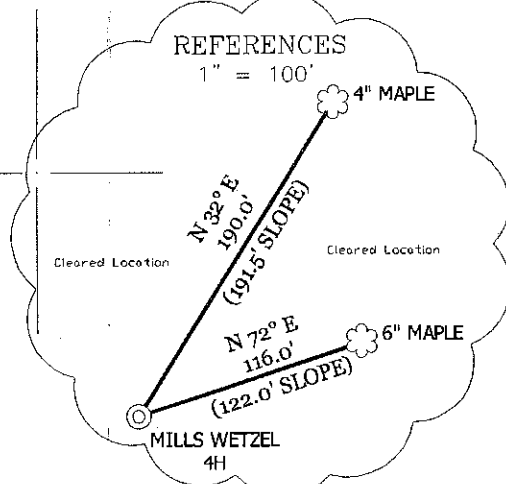 REFERENCES
1" = 100'
4" MAPLE
N 32° E
190.0'
(191.5' SLOPE)
Cleared Location
Cleared Location
N 72° E
116.0'
(122.0' SLOPE)
6" MAPLE
MILLS WETZEL
4H